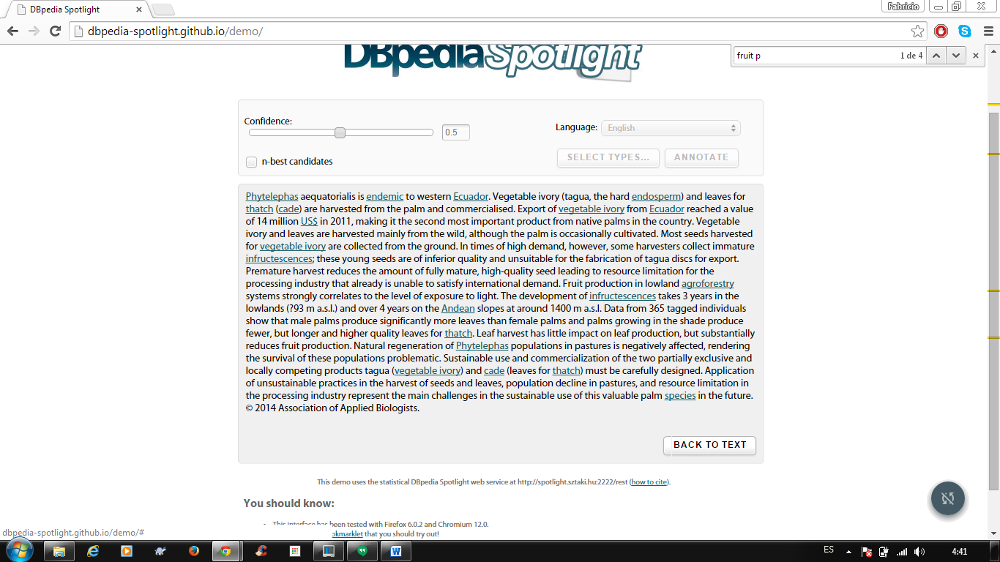 DBpedia Spotlight
Fabricio
dbpedia-spotlight.github.io/demo/
DBpedia Spotlight
fruit p
1 de 4
Confidence:
0.5
Language:
English
n-best candidates
SELECT TYPES...
ANNOTATE
Phytelephas aequatorialis is endemic to western Ecuador. Vegetable ivory (tagua, the hard endosperm) and leaves for
thatch (cade) are harvested from the palm and commercialised. Export of vegetable ivory from Ecuador reached a value
of 14 million US$ in 2011, making it the second most important product from native palms in the country. Vegetable
ivory and leaves are harvested mainly from the wild, although the palm is occasionally cultivated. Most seeds harvested
for vegetable ivory are collected from the ground. In times of high demand, however, some harvesters collect immature
infructescences; these young seeds are of inferior quality and unsuitable for the fabrication of tagua discs for export.
Premature harvest reduces the amount of fully mature, high-quality seed leading to resource limitation for the
processing industry that already is unable to satisfy international demand. Fruit production in lowland agroforestry
systems strongly correlates to the level of exposure to light. The development of infructescences takes 3 years in the
lowlands (?93 m a.s.l.) and over 4 years on the Andean slopes at around 1400 m a.s.l. Data from 365 tagged individuals
show that male palms produce significantly more leaves than female palms and palms growing in the shade produce
fewer, but longer and higher quality leaves for thatch. Leaf harvest has little impact on leaf production, but substantially
reduces fruit production. Natural regeneration of Phytelephas populations in pastures is negatively affected, rendering
the survival of these populations problematic. Sustainable use and commercialization of the two partially exclusive and
locally competing products tagua (vegetable ivory) and cade (leaves for thatch) must be carefully designed. Application
of unsustainable practices in the harvest of seeds and leaves, population decline in pastures, and resource limitation in
the processing industry represent the main challenges in the sustainable use of this valuable palm species in the future.
© 2014 Association of Applied Biologists.
BACK TO TEXT
This demo uses the statistical DBpedia Spotlight web service at http://spotlight.sztaki.hu:2222/rest (how to cite).
You should know:
This interface has been tested with Firefox 6.0.2 and Chromium 12.0.
okmarklet that you should try out!
dbpedia-spotlight.github.io/demo/#
ES
4:41